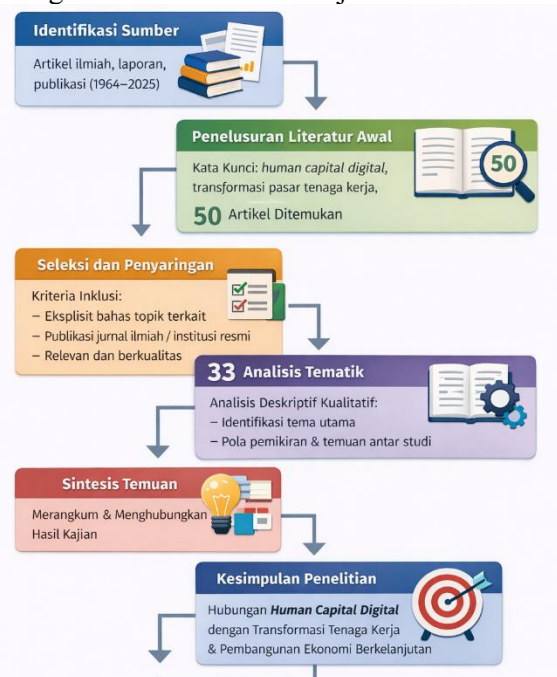 Identifikasi Sumber
Artikel ilmiah, laporan,
publikasi (1964–2025)
Penelusuran Literatur Awal
Kata Kunci: human capital digital,
transformasi pasar tenaga kerja,
50 Artikel Ditemukan
50
Seleksi dan Penyaringan
Kriteria Inklusi:
– Eksplisit bahas topik terkait
– Publikasi jurnal ilmiah / institusi resmi
– Relevan dan berkualitas
33 Analisis Tematik
Analisis Deskriptif Kualitatif:
– Identifikasi tema utama
– Pola pemikiran & temuan antar studi
Sintesis Temuan
Merangkum & Menghubungkan
Hasil Kajian
Kesimpulan Penelitian
Hubungan Human Capital Digital
dengan Transformasi Tenaga Kerja
& Pembangunan Ekonomi Berkelanjutan